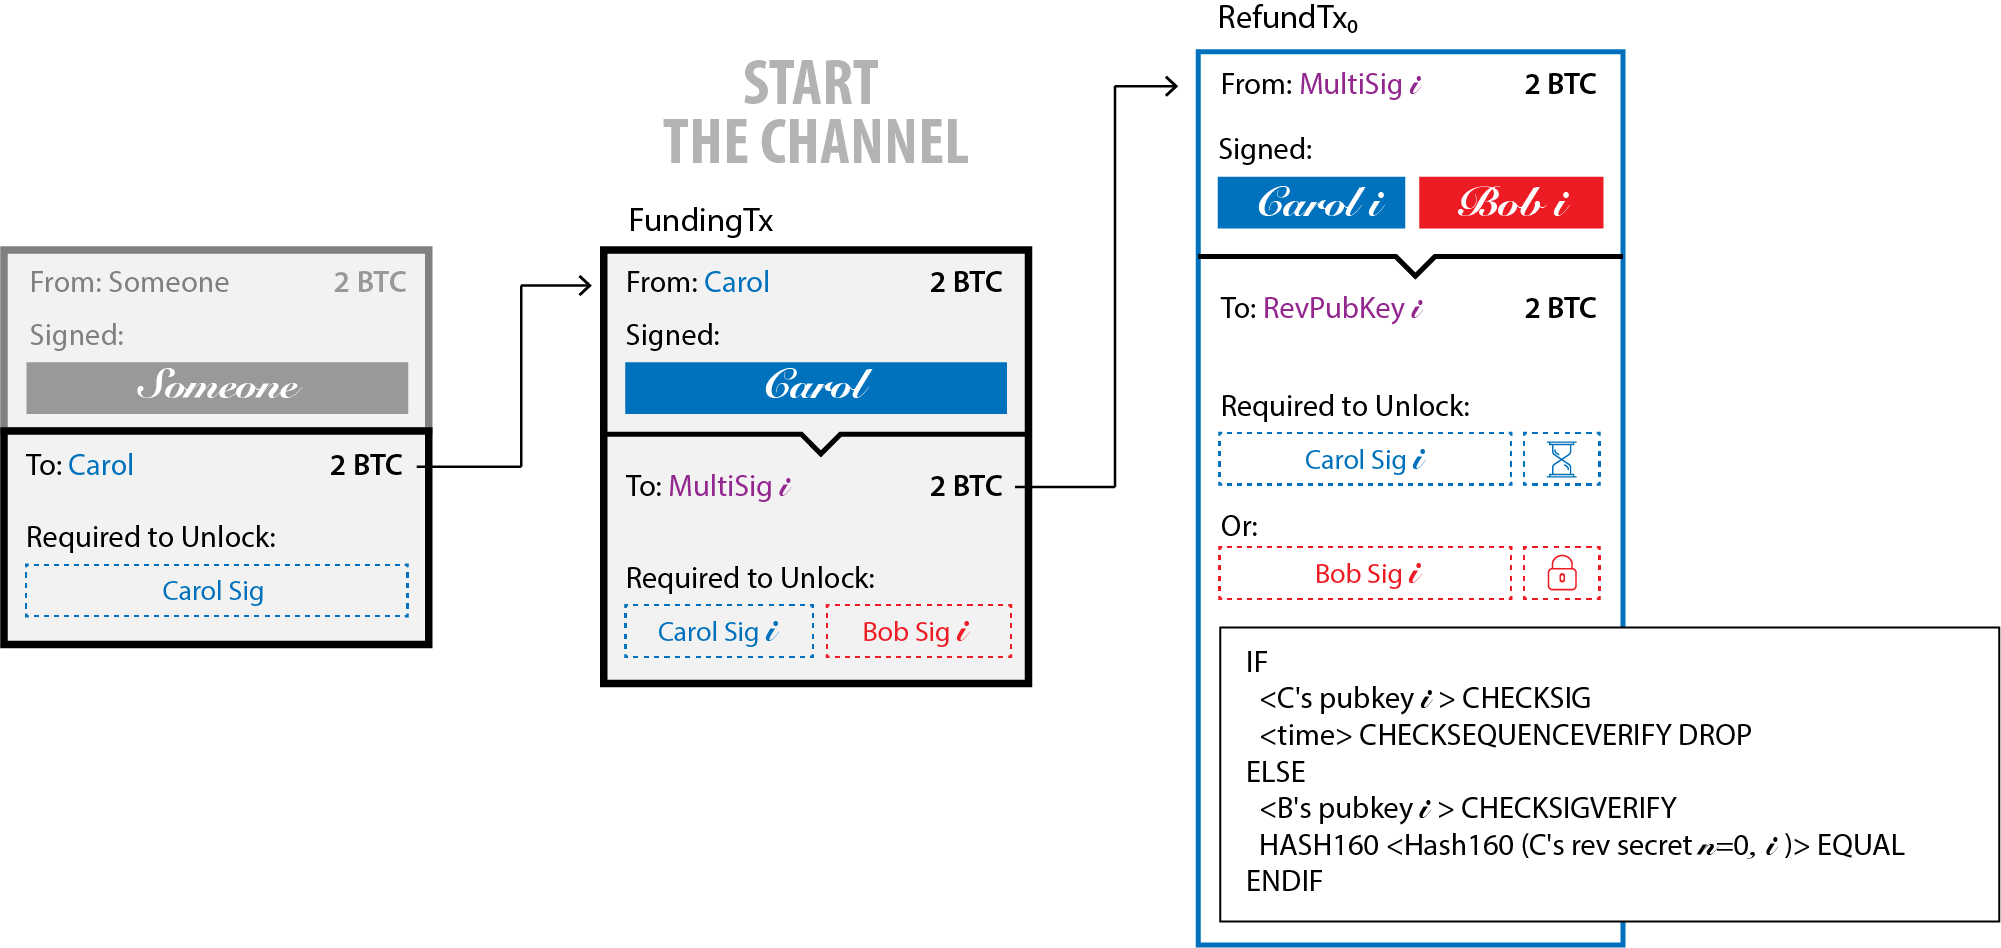 START
THE CHANNEL
From: Someone 2 BTC
Signed:
Someone
To: Carol 2 BTC
Required to Unlock:
Carol Sig
FundingTx
From: Carol 2 BTC
Signed:
Carol
To: MultiSig i 2 BTC
Required to Unlock:
Carol Sig i Bob Sig i
RefundTx₀
From: MultiSig i 2 BTC
Signed:
Carol i Bob i
To: RevPubKey i 2 BTC
Required to Unlock:
Carol Sig i
Or:
Bob Sig i
IF
<C's pubkey i > CHECKSIG
<time> CHECKSEQUENCEVERIFY DROP
ELSE
<B's pubkey i > CHECKSIGVERIFY
HASH160 <Hash160 (C's rev secret n=0, i )> EQUAL
ENDIF